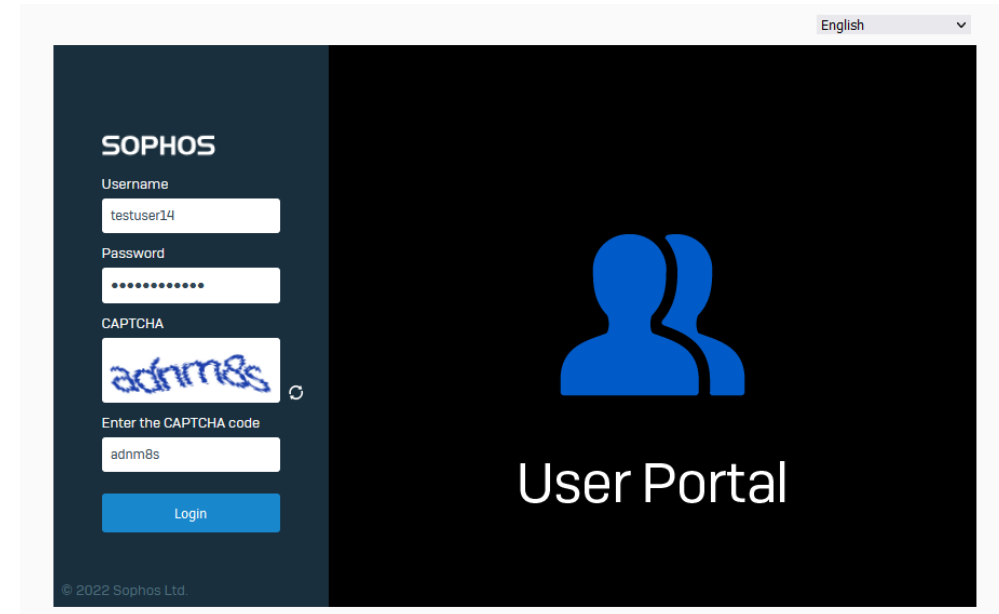 English
SOPHOS
Username
testuser14
Password
••••••••••••
CAPTCHA
adnm8s
Enter the CAPTCHA code
adnm8s
Login
User Portal
© 2022 Sophos Ltd.